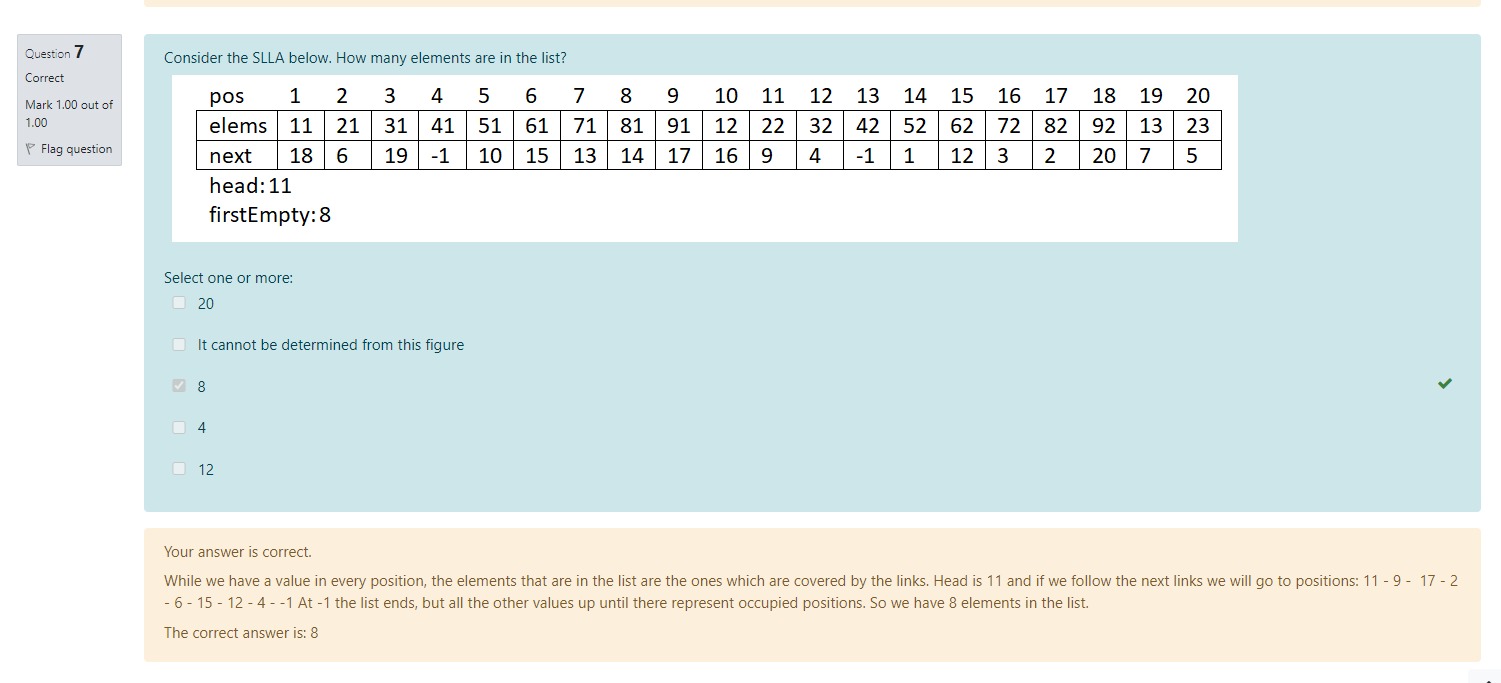 Question 7
Correct
Mark 1.00 out of
1.00
Flag question
Consider the SLLA below. How many elements are in the list?
pos 1 2 3 4 5 6 7 8 9 10 11 12 13 14 15 16 17 18 19 20
elems 11 21 31 41 51 61 71 81 91 12 22 32 42 52 62 72 82 92 13 23
next 18 6 19 -1 10 15 13 14 17 16 9 4 -1 1 12 3 2 20 7 5
head:11
firstEmpty:8
Select one or more:
20
It cannot be determined from this figure
8
4
12
Your answer is correct.
While we have a value in every position, the elements that are in the list are the ones which are covered by the links. Head is 11 and if we follow the next links we will go to positions: 11 - 9 - 17 - 2
- 6 - 15 - 12 - 4 - -1 At -1 the list ends, but all the other values up until there represent occupied positions. So we have 8 elements in the list.
The correct answer is: 8